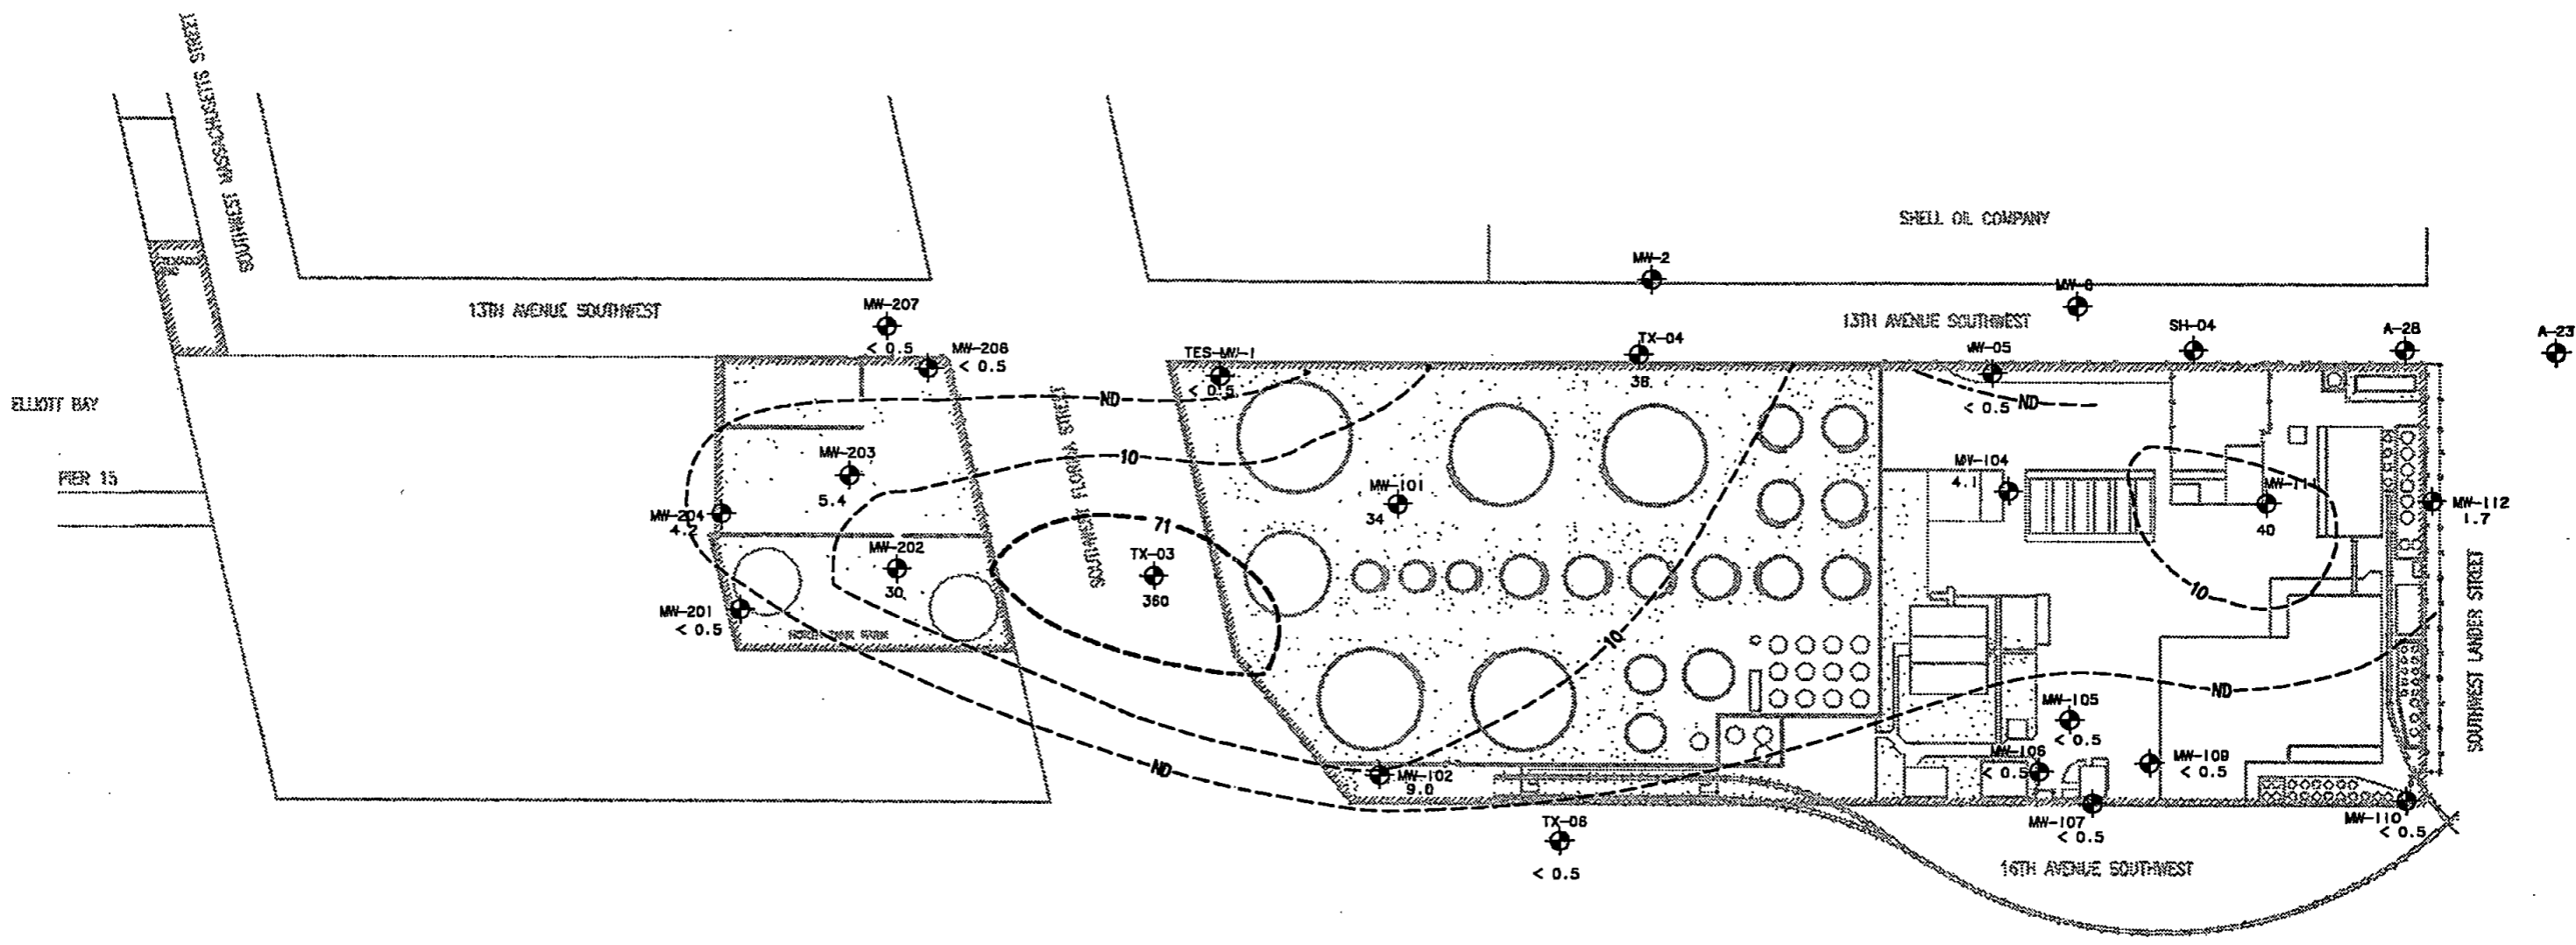 SOUTHWEST MASSACHUSETTS STREET
SHELL OIL COMPANY
MW-2
MW-8
13TH AVENUE SOUTHWEST
MW-207
< 0.5
MW-206
< 0.5
13TH AVENUE SOUTHWEST
SH-04
A-28
A-23
TES-MW-1
< 0.5
TX-04
38
MW-05
< 0.5
ND
ND
ELLIOTT BAY
PIER 15
MW-203
5.4
10
SOUTHWEST FLORIDA STREET
MW-204
4.2
MW-101
34
MW-104
4.1
MW-111
40
MW-112
1.7
71
MW-202
30
TX-03
360
10
MW-201
< 0.5
10
SOUTHWEST LANDER STREET
ND
MW-105
< 0.5
ND
MW-102
9.0
MW-106
< 0.5
MW-109
< 0.5
TX-06
< 0.5
MW-107
< 0.5
MW-110
< 0.5
16TH AVENUE SOUTHWEST